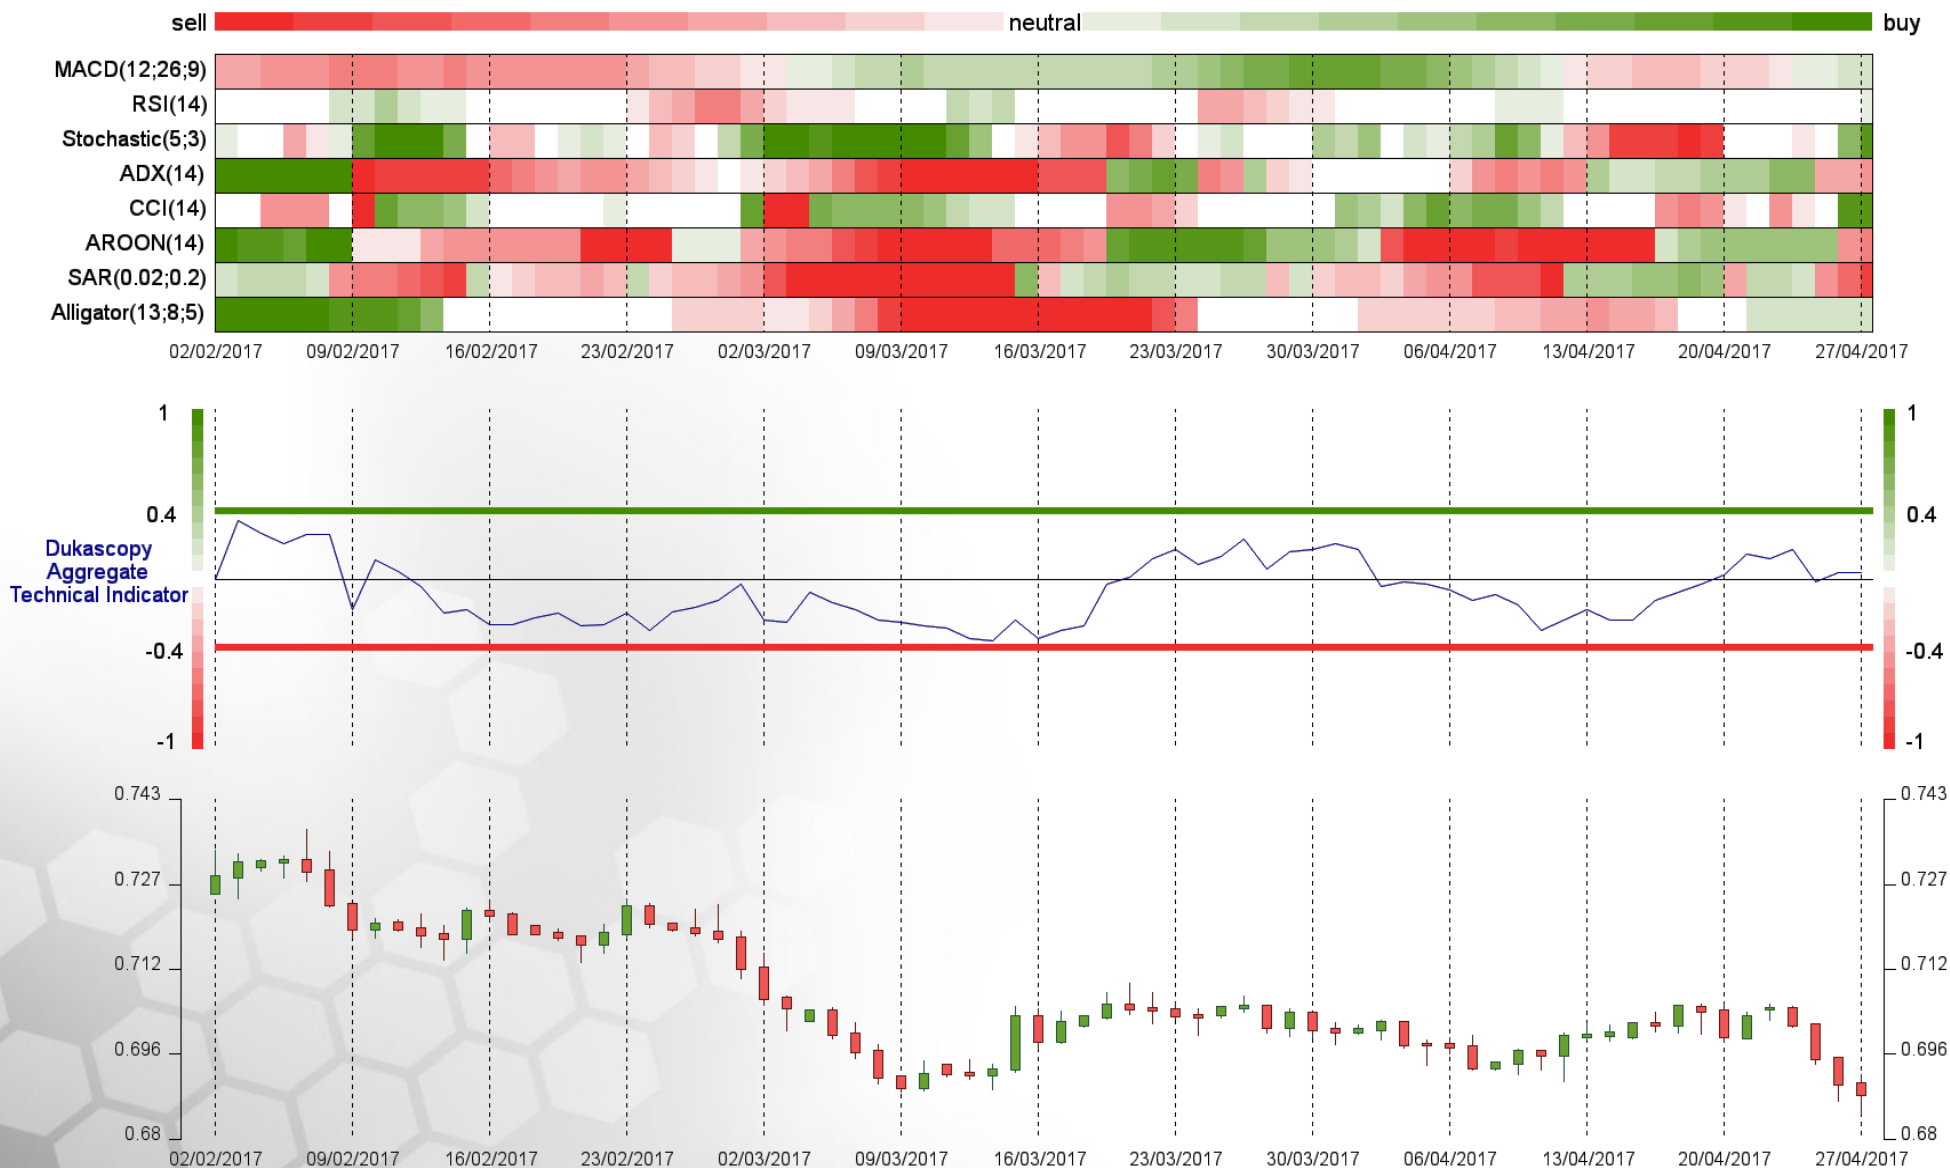 sell neutral buy
MACD(12;26;9)
RSI(14)
Stochastic(5;3)
ADX(14)
CCI(14)
AROON(14)
SAR(0.02;0.2)
Alligator(13;8;5)
02/02/2017 09/02/2017 16/02/2017 23/02/2017 02/03/2017 09/03/2017 16/03/2017 23/03/2017 30/03/2017 06/04/2017 13/04/2017 20/04/2017 27/04/2017
1 1
0.4 0.4
Dukascopy
Aggregate
Technical Indicator
-0.4 -0.4
-1 -1
0.743 0.743
0.727 0.727
0.712 0.712
0.696 0.696
0.68 0.68
02/02/2017 09/02/2017 16/02/2017 23/02/2017 02/03/2017 09/03/2017 16/03/2017 23/03/2017 30/03/2017 06/04/2017 13/04/2017 20/04/2017 27/04/2017